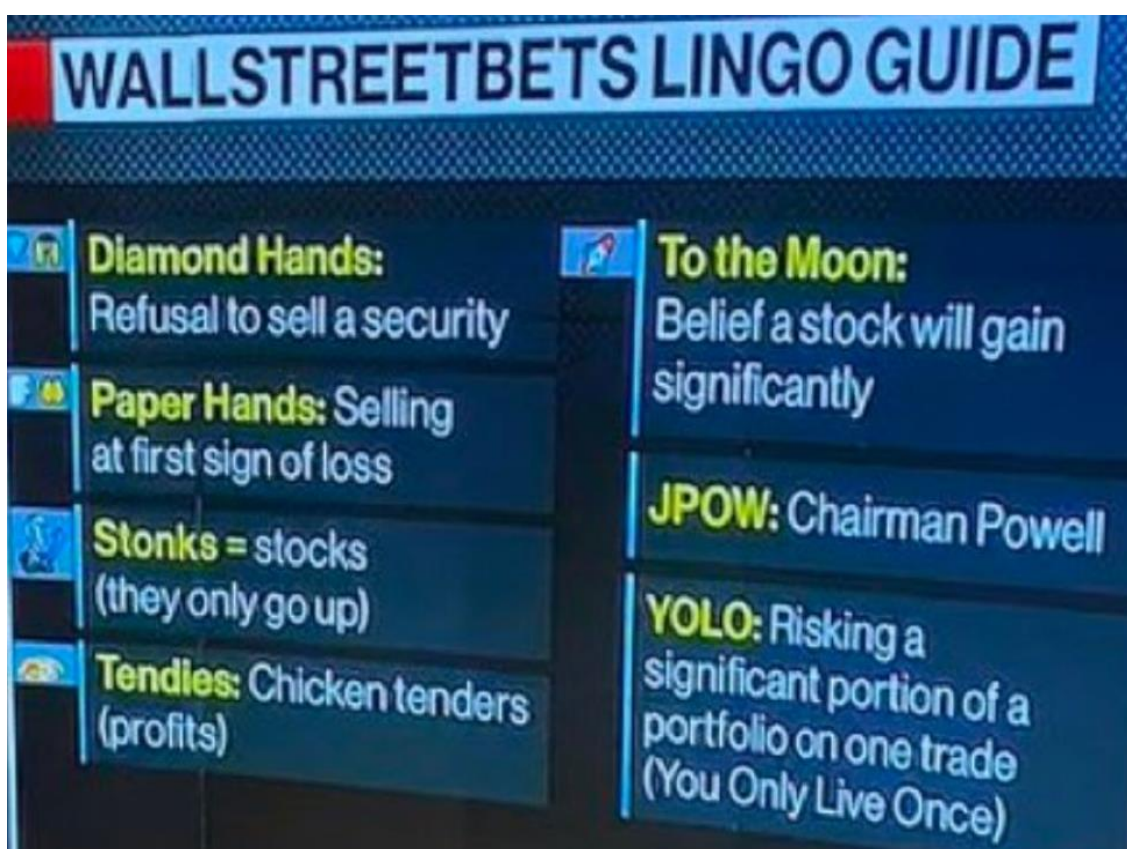 WALLSTREETBETS LINGO GUIDE
Diamond Hands:
Refusal to sell a security
Paper Hands: Selling
at first sign of loss
Stonks = stocks
(they only go up)
Tendies: Chicken tenders
(profits)
To the Moon:
Belief a stock will gain
significantly
JPOW: Chairman Powell
YOLO: Risking a
significant portion of a
portfolio on one trade
(You Only Live Once)